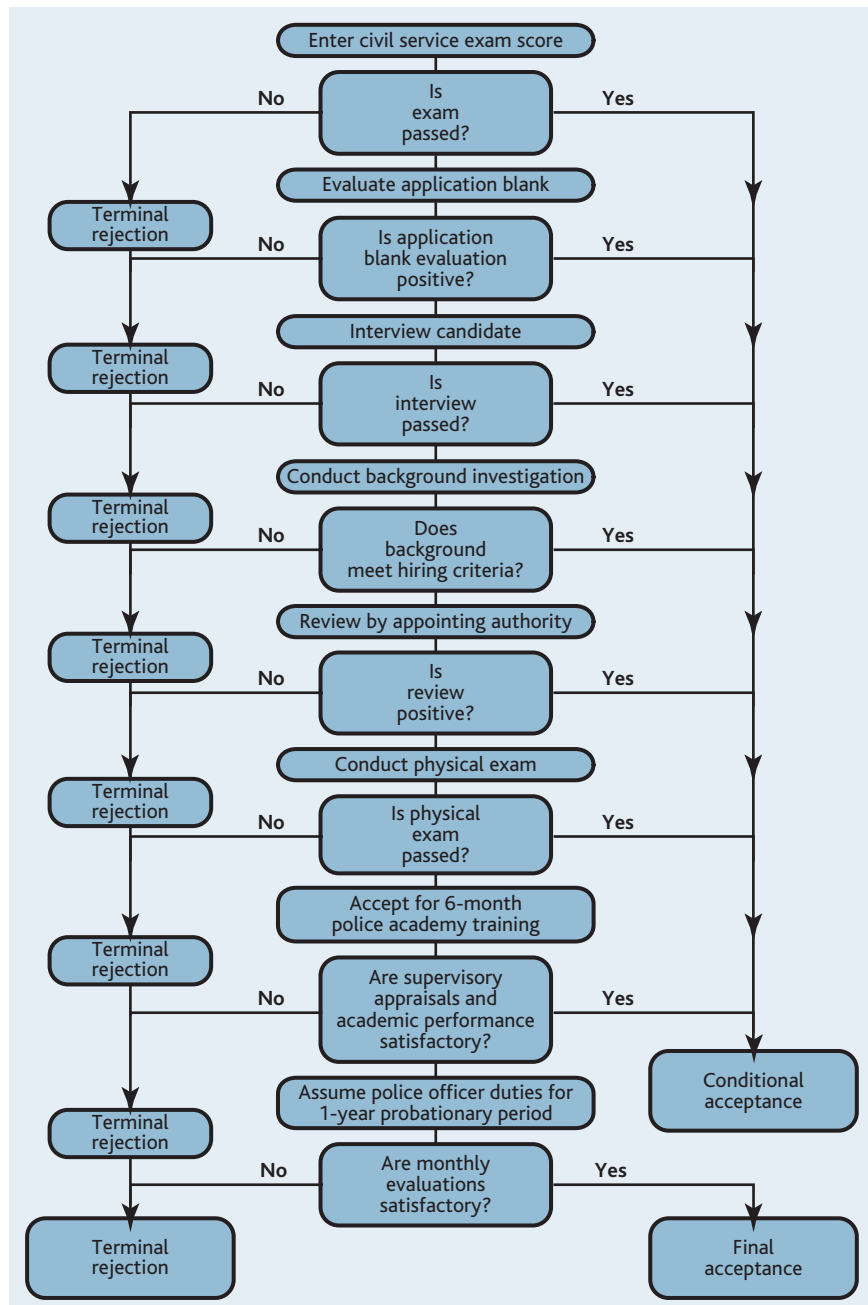 Enter civil service exam score
No
Is
exam
passed?
Yes
Evaluate application blank
Terminal
rejection
No
Is application
blank evaluation
positive?
Yes
Interview candidate
Terminal
rejection
No
Is
interview
passed?
Yes
Conduct background investigation
Terminal
rejection
No
Does
background
meet hiring criteria?
Yes
Review by appointing authority
Terminal
rejection
No
Is
review
positive?
Yes
Conduct physical exam
Terminal
rejection
No
Is physical
exam
passed?
Yes
Accept for 6-month
police academy training
Terminal
rejection
No
Are supervisory
appraisals and
academic performance
satisfactory?
Yes
Conditional
acceptance
Assume police officer duties for
1-year probationary period
Terminal
rejection
No
Are monthly
evaluations
satisfactory?
Yes
Terminal
rejection
Final
acceptance